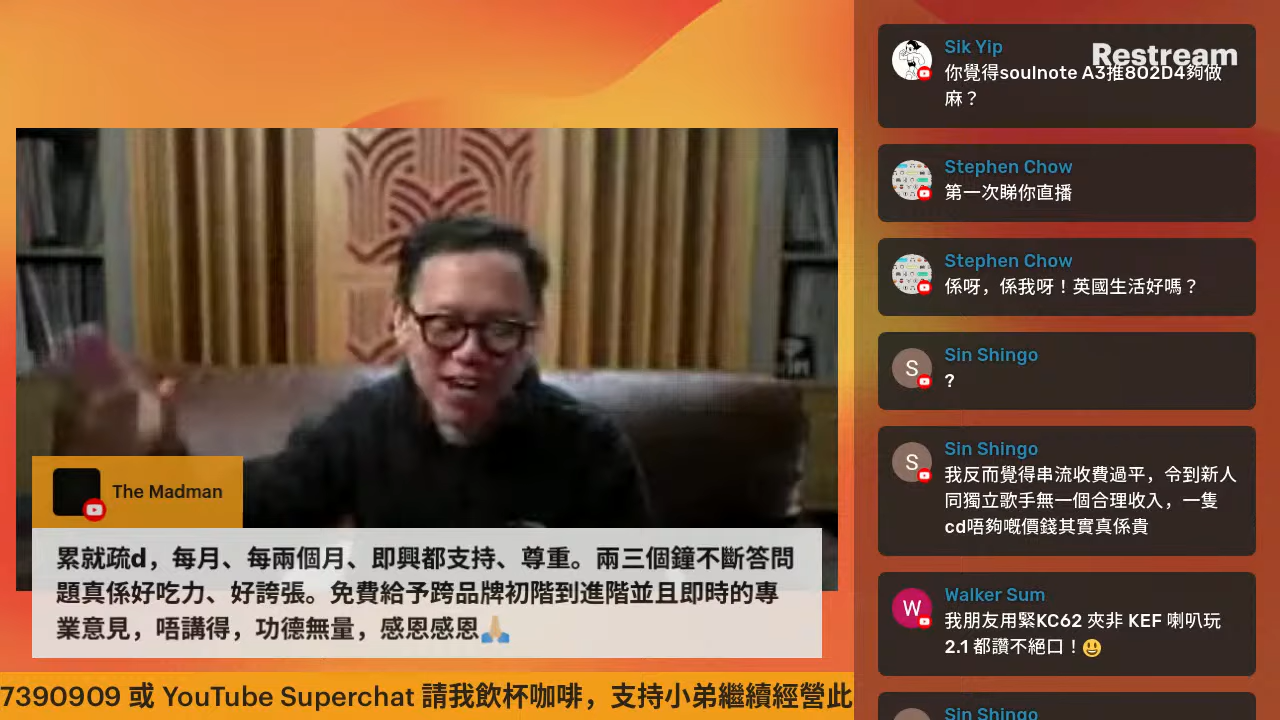 Restream
Sik Yip
你覺得soulnote A3推802D4夠做
麻？
Stephen Chow
第一次睇你直播
Stephen Chow
係呀，係我呀！英國生活好嗎？
S
Sin Shingo
?
S
Sin Shingo
我反而覺得串流收費過平，令到新人
同獨立歌手無一個合理收入，一隻
cd唔夠嘅價錢其實真係貴
W
Walker Sum
我朋友用緊KC62 夾非 KEF 喇叭玩
2.1 都讚不絕口！😃
Sin Shingo
The Madman
累就疏d，每月、每兩個月、即興都支持、尊重。兩三個鐘不斷答問
題真係好吃力、好誇張。免費給予跨品牌初階到進階並且即時的專
業意見，唔講得，功德無量，感恩感恩🙏🏼
7390909 或 YouTube Superchat 請我飲杯咖啡，支持小弟繼續經營此